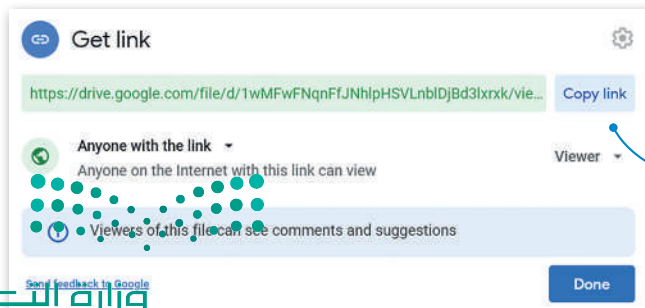 Get link
https://drive.google.com/file/d/1wMFwFNqnFfJNhlpHSVLnblDjBd3lxrxk/vie... Copy link
Anyone with the link
Anyone on the Internet with this link can view
Viewer
Viewers of this file can see comments and suggestions
Send feedback to Google
Done